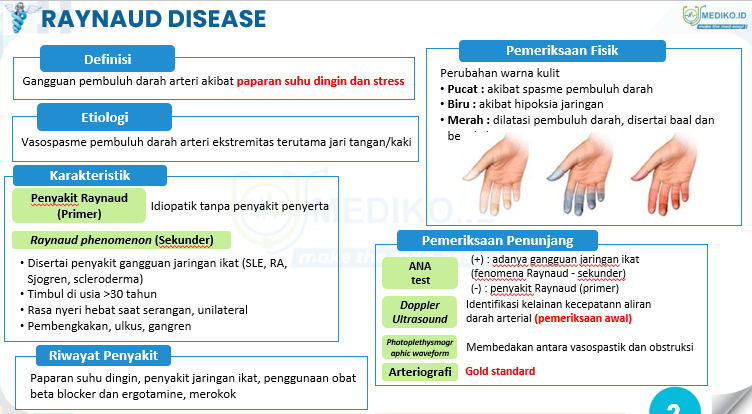 RAYNAUD DISEASE
MEDIKO.ID
Definisi
Gangguan pembuluh darah arteri akibat paparan suhu dingin dan stress
Etiologi
Vasospasme pembuluh darah arteri ekstremitas terutama jari tangan/kaki
Karakteristik
Penyakit Raynaud
(Primer)
Idiopatik tanpa penyakit penyerta
Raynaud phenomenon (Sekunder)
• Disertai penyakit gangguan jaringan ikat (SLE, RA,
Sjogren, scleroderma)
• Timbul di usia >30 tahun
• Rasa nyeri hebat saat serangan, unilateral
• Pembengkakan, ulkus, gangren
Riwayat Penyakit
Paparan suhu dingin, penyakit jaringan ikat, penggunaan obat
beta blocker dan ergotamine, merokok
Pemeriksaan Fisik
Perubahan warna kulit
• Pucat : akibat spasme pembuluh darah
• Biru : akibat hipoksia jaringan
• Merah : dilatasi pembuluh darah, disertai baal dan
Pemeriksaan Penunjang
ANA
test
(+) : adanya gangguan jaringan ikat
(fenomena Raynaud - sekunder)
(-) : penyakit Raynaud (primer)
Doppler
Ultrasound
Identifikasi kelainan kecepatann aliran
darah arterial (pemeriksaan awal)
Photoplethysmogr
aphic waveform
Membedakan antara vasospastik dan obstruksi
Arteriografi
Gold standard
MEDIKO.
make the
2